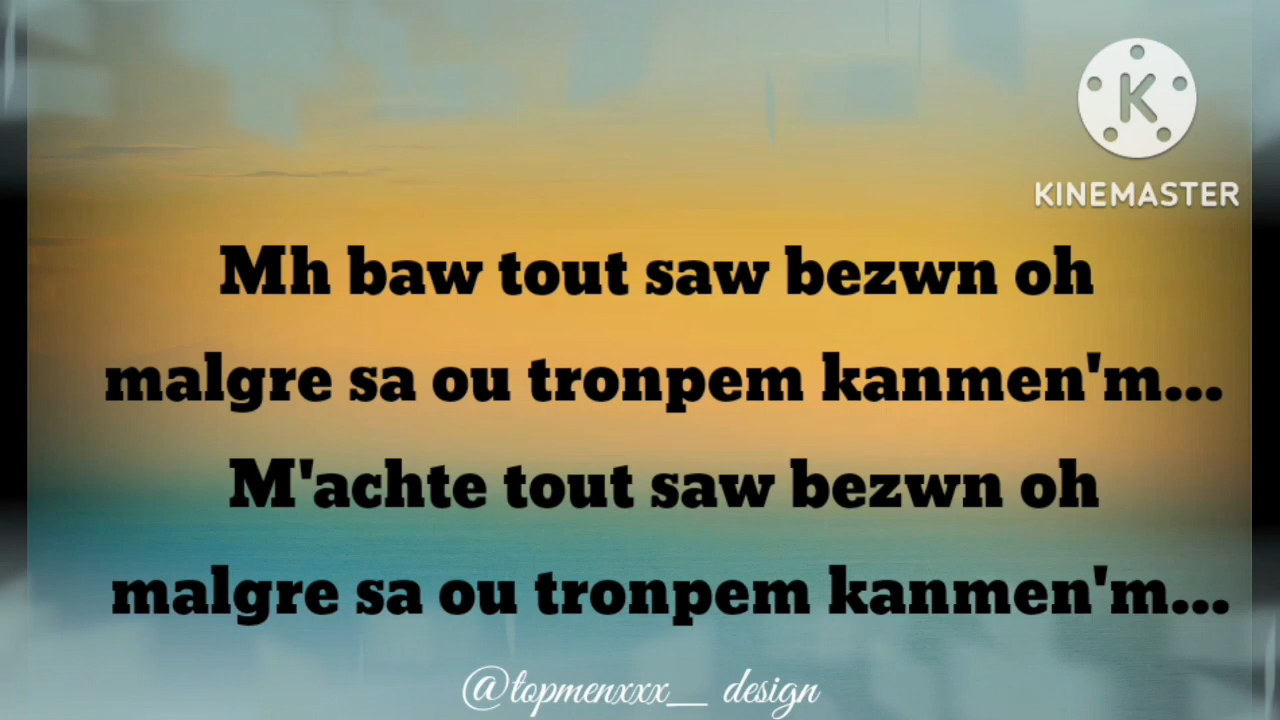 K
KINEMASTER
Mh baw tout saw bezwn oh
malgre sa ou tronpem kanmen'm...
M'achte tout saw bezwn oh
malgre sa ou tronpem kanmen'm...
@topmenxxx__ design